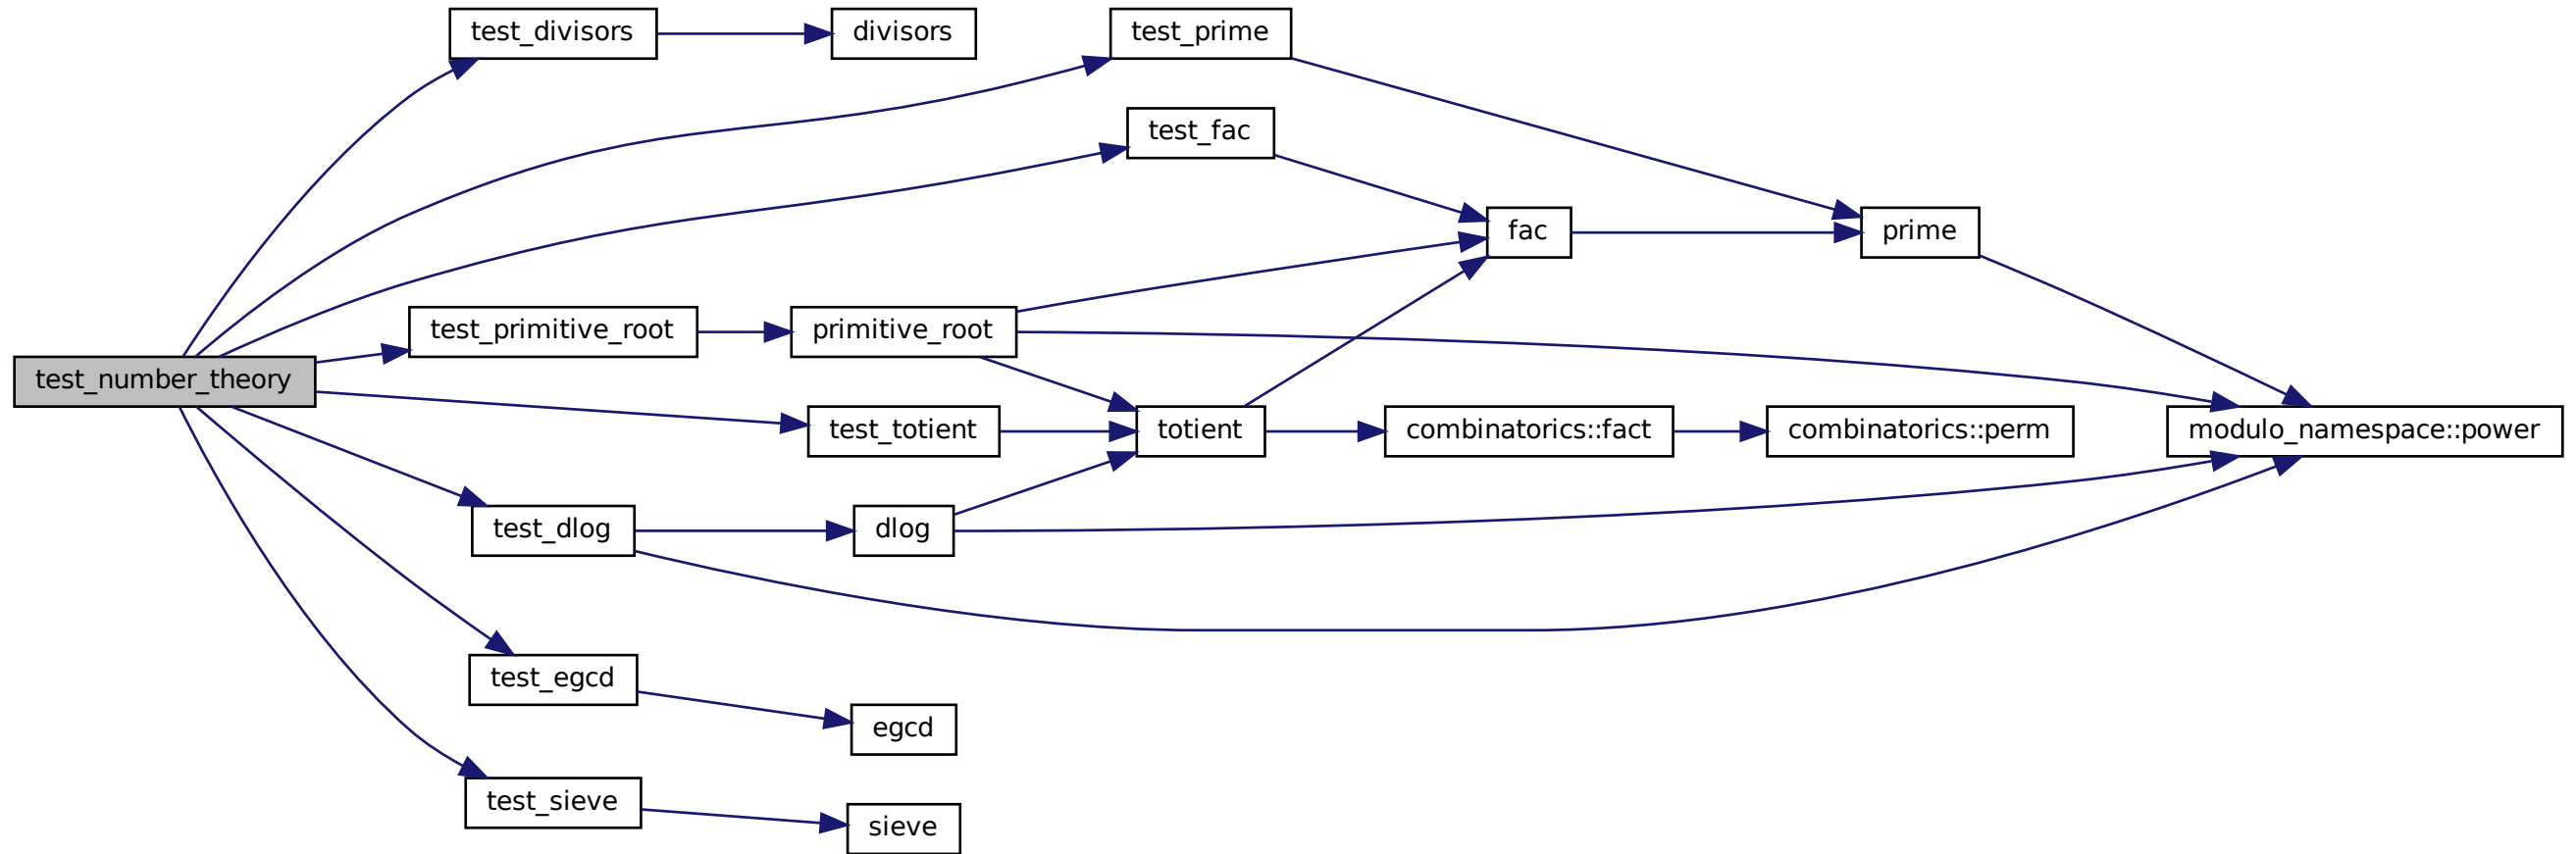 test_divisors
divisors
test_prime
test_fac
fac
prime
test_primitive_root
primitive_root
test_number_theory
test_totient
totient
combinatorics::fact
combinatorics::perm
modulo_namespace::power
test_dlog
dlog
test_egcd
egcd
test_sieve
sieve